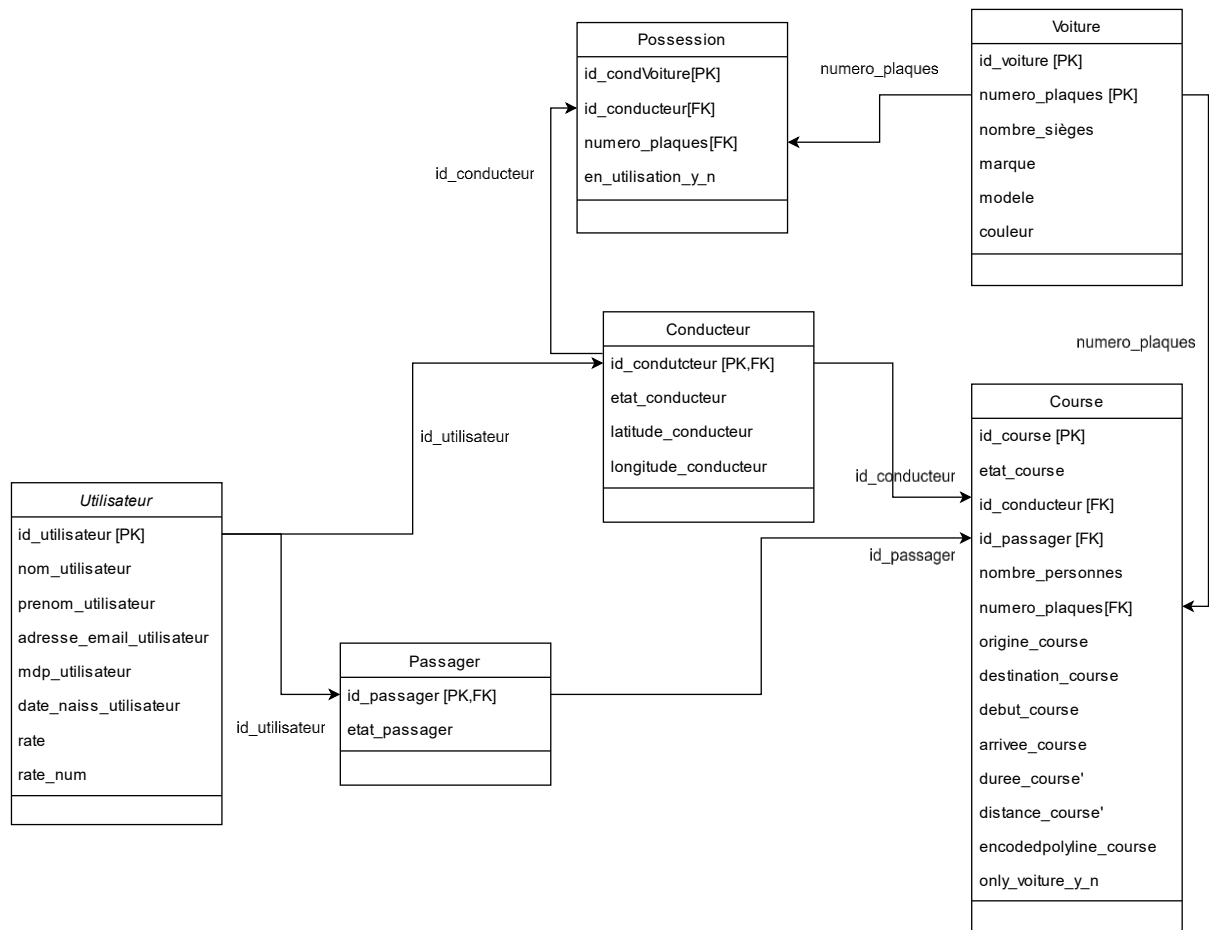 Possession
id_condVoiture[PK]
id_conducteur[FK]
numero_plaques[FK]
en_utilisation_y_n
Voiture
id_voiture [PK]
numero_plaques [PK]
nombre_sièges
marque
modele
couleur
numero_plaques
id_conducteur
numero_plaques
Conducteur
id_condutcteur [PK,FK]
etat_conducteur
latitude_conducteur
longitude_conducteur
id_utilisateur
id_conducteur
id_passager
Utilisateur
id_utilisateur [PK]
nom_utilisateur
prenom_utilisateur
adresse_email_utilisateur
mdp_utilisateur
date_naiss_utilisateur
rate
rate_num
id_utilisateur
Passager
id_passager [PK,FK]
etat_passager
Course
id_course [PK]
etat_course
id_conducteur [FK]
id_passager [FK]
nombre_personnes
numero_plaques[FK]
origine_course
destination_course
debut_course
arrivee_course
duree_course'
distance_course'
encodedpolyline_course
only_voiture_y_n